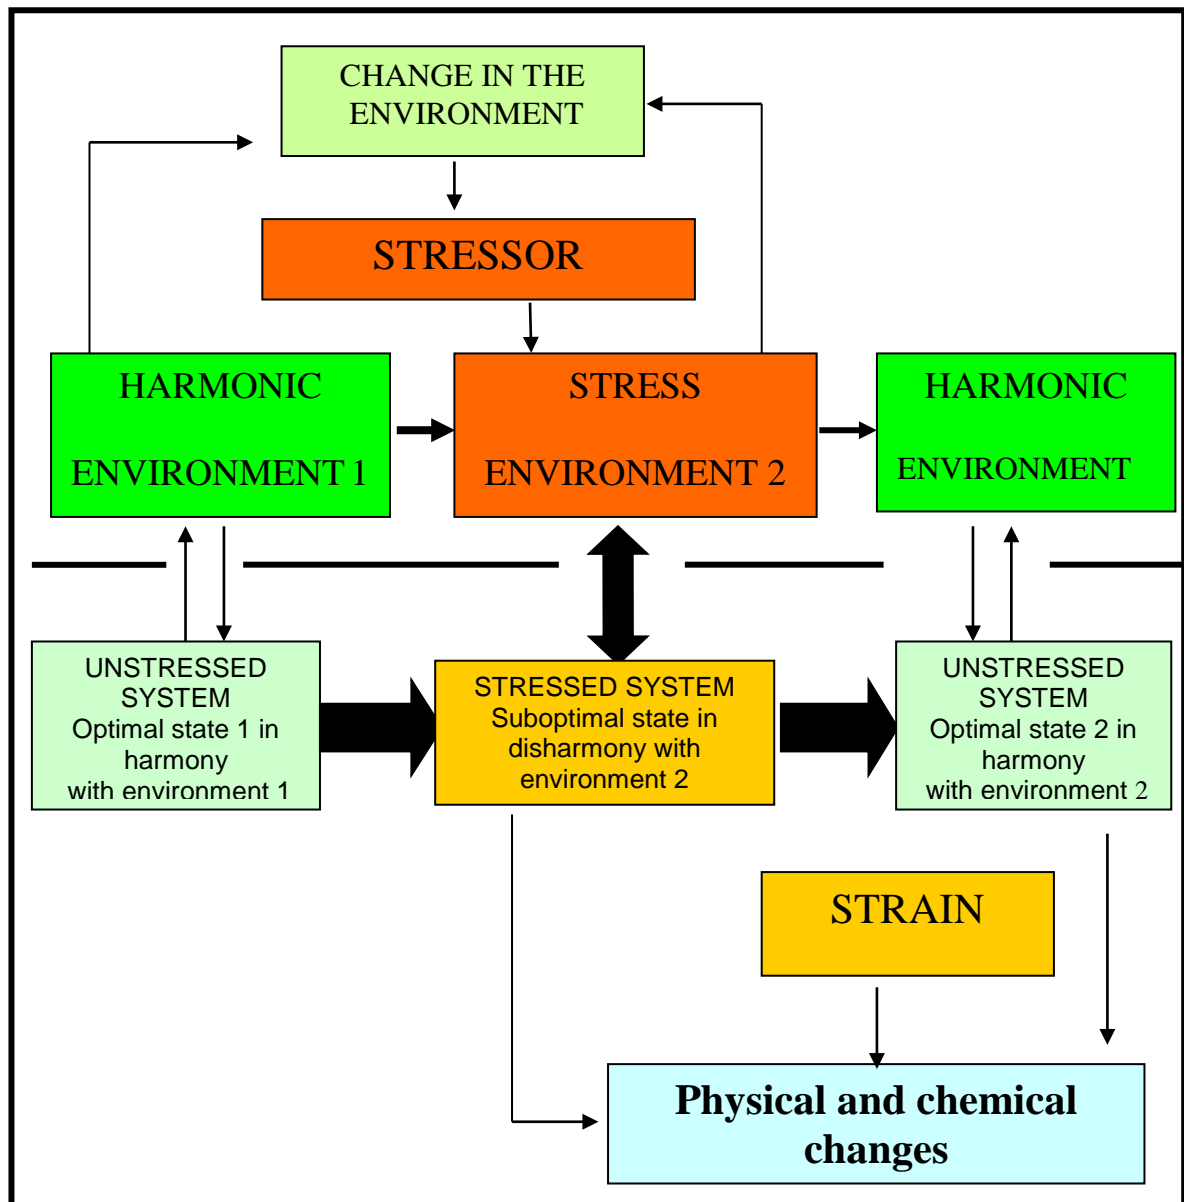 CHANGE IN THE
ENVIRONMENT
STRESSOR
HARMONIC
ENVIRONMENT 1
STRESS
ENVIRONMENT 2
HARMONIC
ENVIRONMENT
UNSTRESSED
SYSTEM
Optimal state 1 in
harmony
with environment 1
STRESSED SYSTEM
Suboptimal state in
disharmony with
environment 2
UNSTRESSED
SYSTEM
Optimal state 2 in
harmony
with environment 2
STRAIN
Physical and chemical
changes